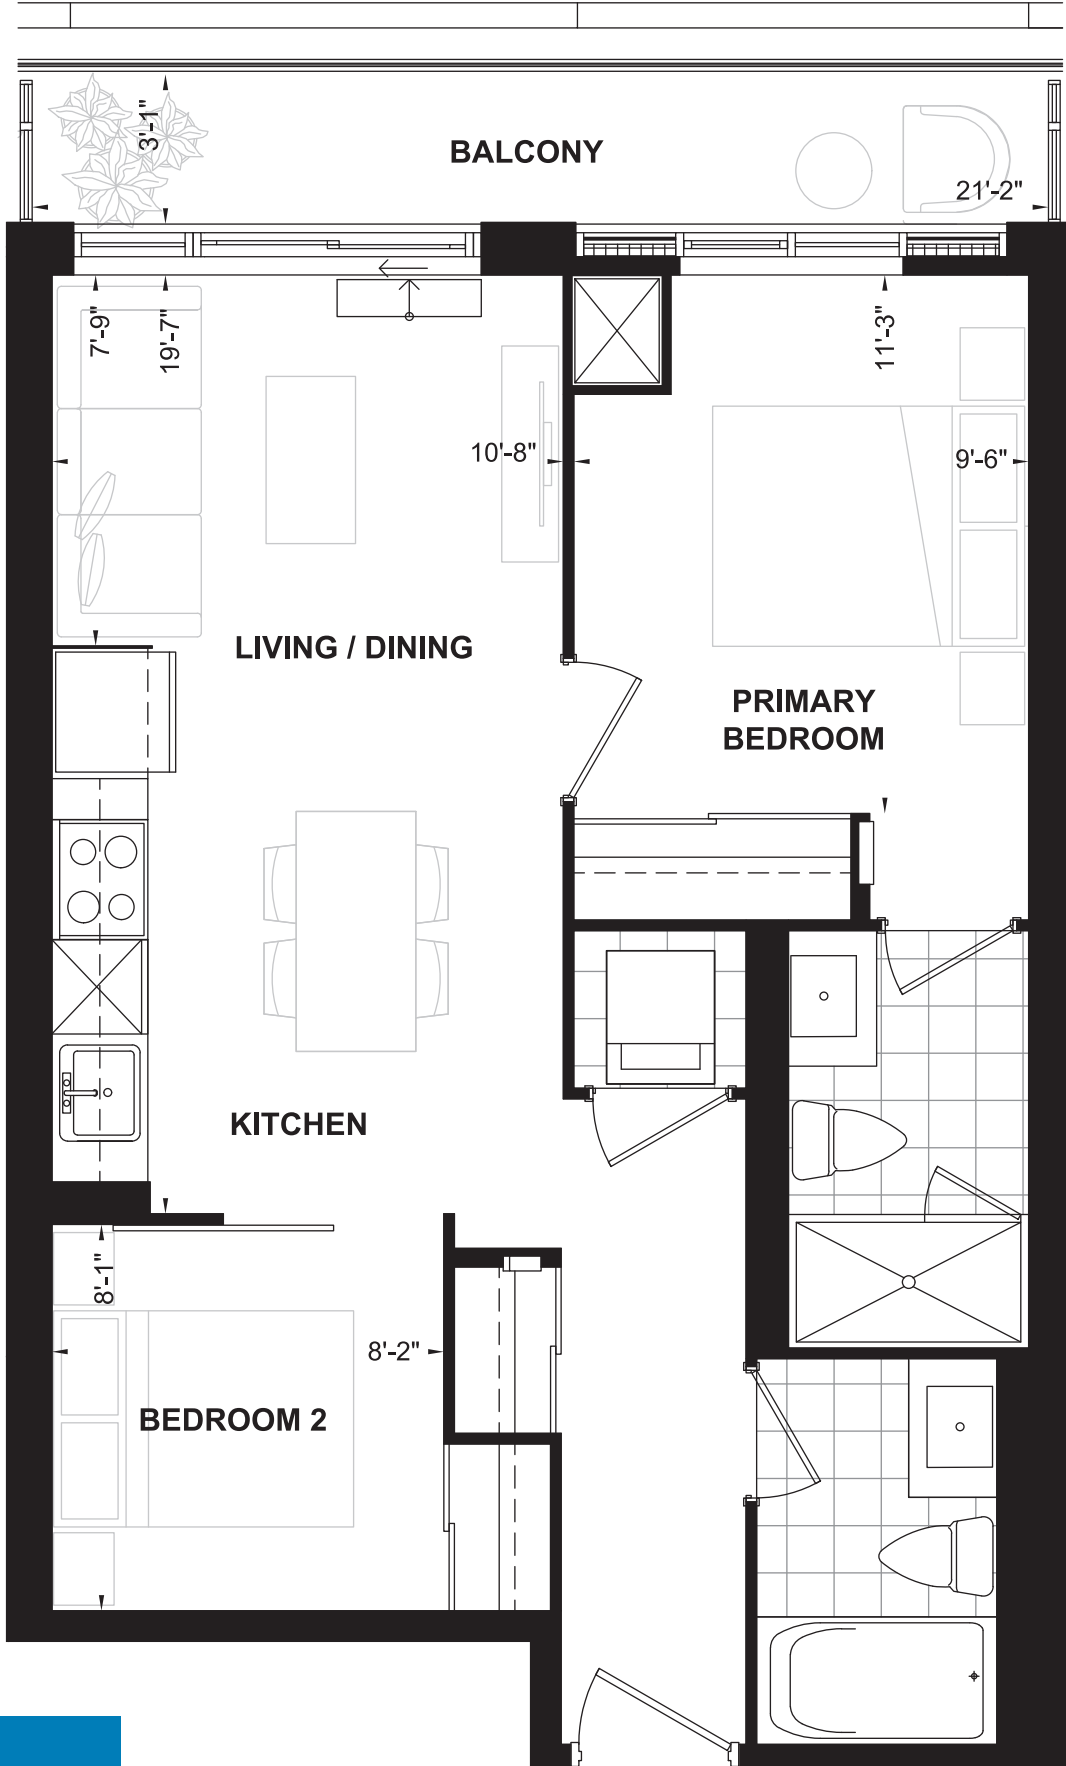 3'-1"
BALCONY
21'-2"
7'-9"
19'-7"
11'-3"
10'-8"
9'-6"
LIVING / DINING
PRIMARY
BEDROOM
KITCHEN
8'-1"
8'-2"
BEDROOM 2